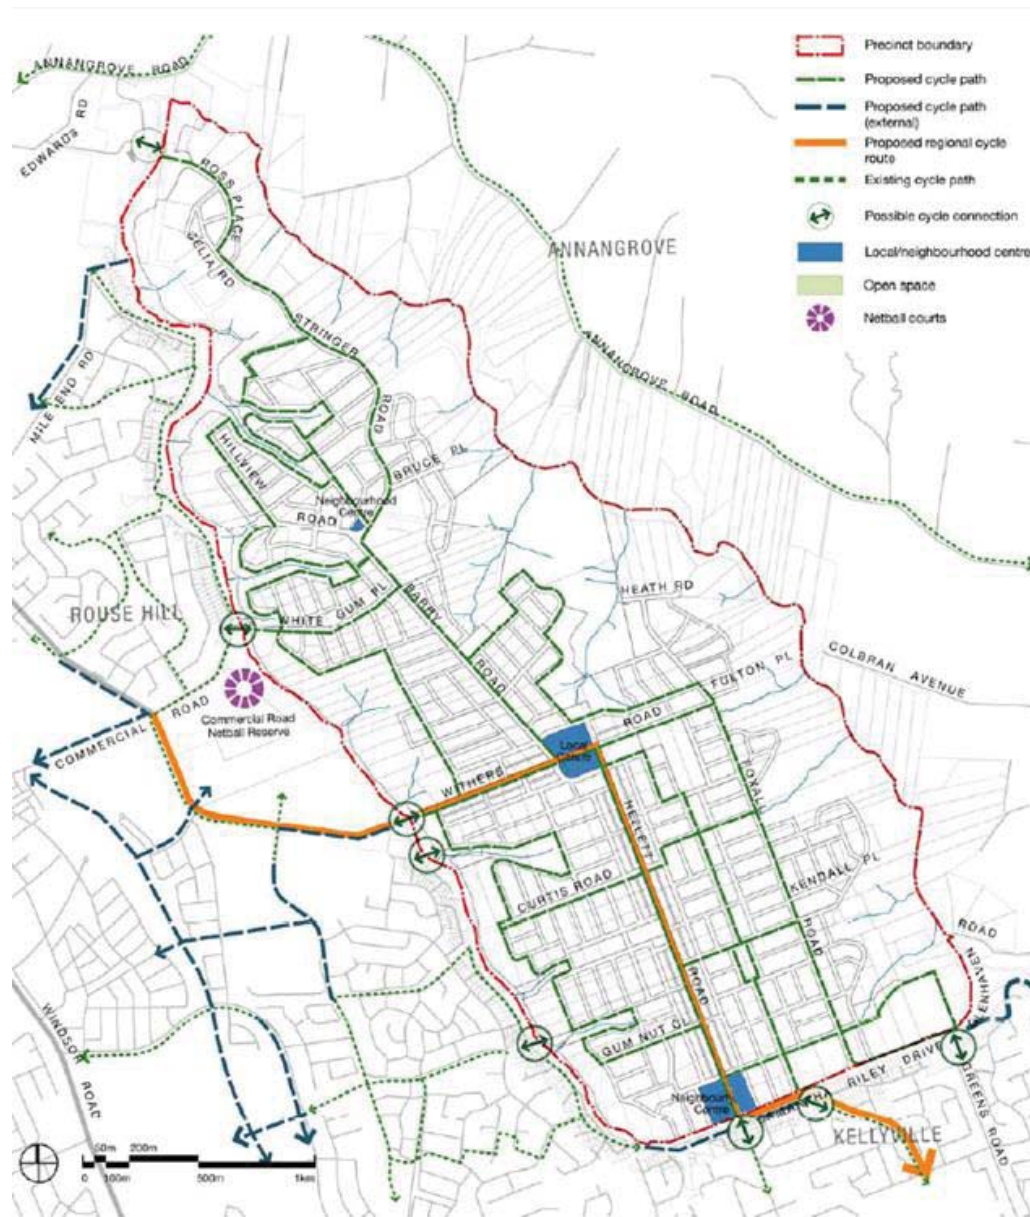 Precinct boundary
Proposed cycle path
Proposed cycle path
(external)
Proposed regional cycle
route
Existing cycle path
Possible cycle connection
Local/neighbourhood centre
Open space
Netball courts
ANNANGROVE ROAD
EDWARDS RD
ROSS PLACE
CELIA RD
ANNANGROVE
STRINGER
ROAD
ANNANGROVE ROAD
MILE END RD
HILLVIEW
ROAD
BRUCE PL
Neighbourhood
Centre
ROUSE HILL
WHITE GUM PL
BARRY
ROAD
HEATH RD
COLBRAN AVENUE
FULTON PL
ROAD
COMMERCIAL ROAD
Commercial Road
Netball Reserve
Local
Centre
WITHERS
HEZLETT
ROAD
FOXALL
ROAD
CURTIS ROAD
KENDALL PL
ROAD
GUM NUT CL
WINDSOR
ROAD
Centre
RILEY DRIVE
GREENS ROAD
KELLYVILLE
50m
200m
0
100m
500m
1km